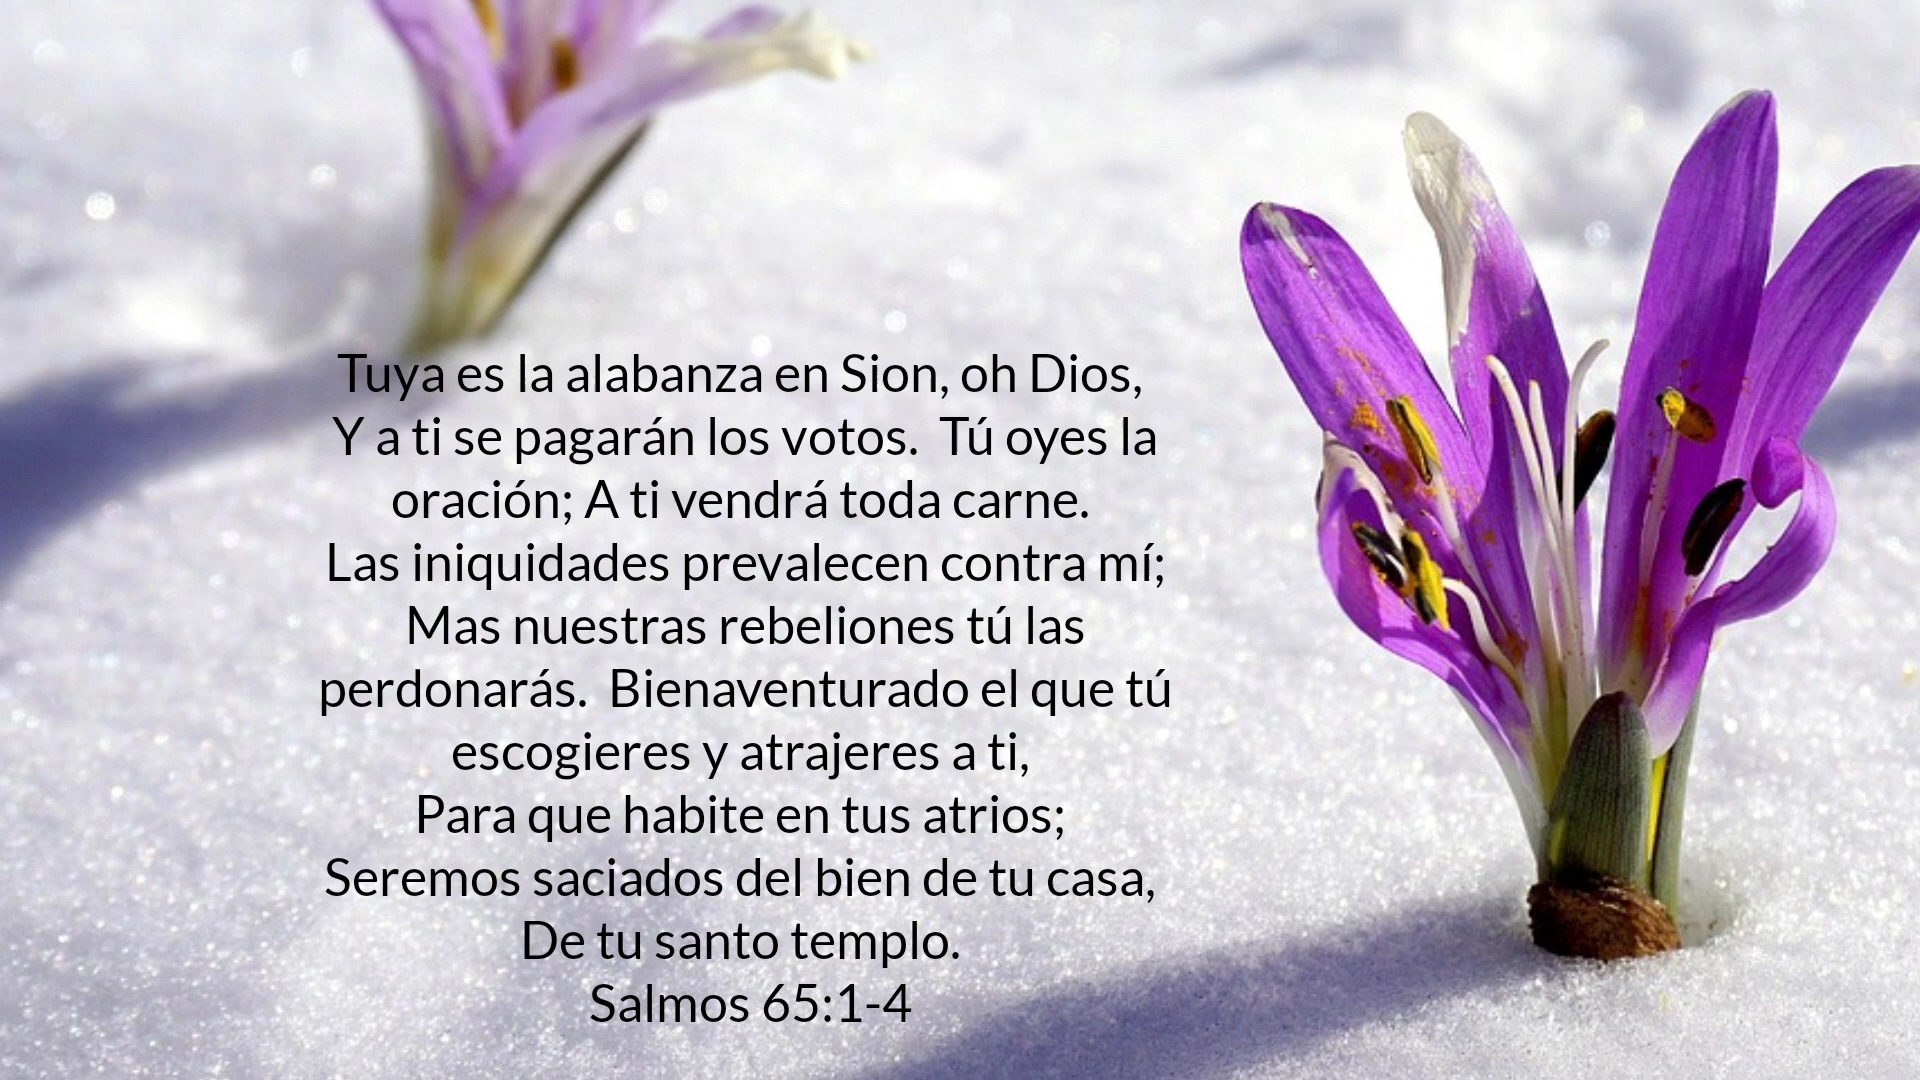 Tuya es la alabanza en Sion, oh Dios,
Y a ti se pagarán los votos.  Tú oyes la
oración; A ti vendrá toda carne.
Las iniquidades prevalecen contra mí;
Mas nuestras rebeliones tú las
perdonarás.  Bienaventurado el que tú
escogieres y atrajeres a ti,
Para que habite en tus atrios;
Seremos saciados del bien de tu casa,
De tu santo templo.
Salmos 65:1-4